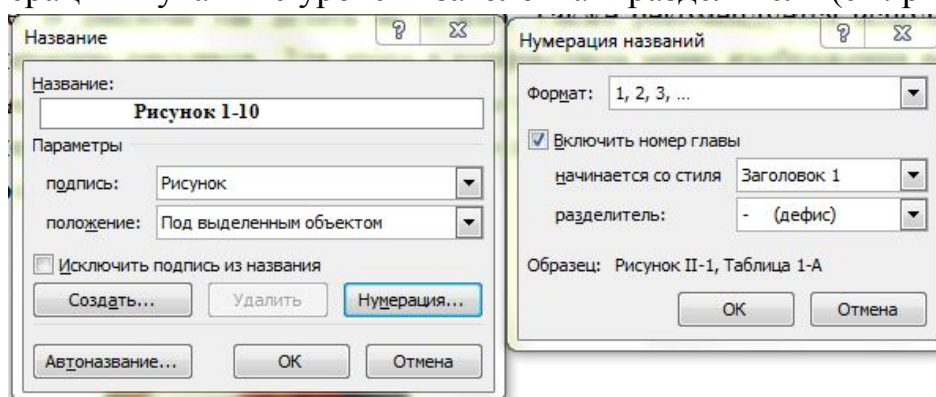 Название
Название:
Рисунок 1-10
Параметры
подпись: Рисунок
положение: Под выделенным объектом
Исключить подпись из названия
Создать... Удалить Нумерация...
Автоназвание... ОК Отмена
Нумерация названий
Формат: 1, 2, 3, ...
Включить номер главы
начинается со стиля Заголовок 1
разделитель: - (дефис)
Образец: Рисунок II-1, Таблица 1-A
ОК Отмена